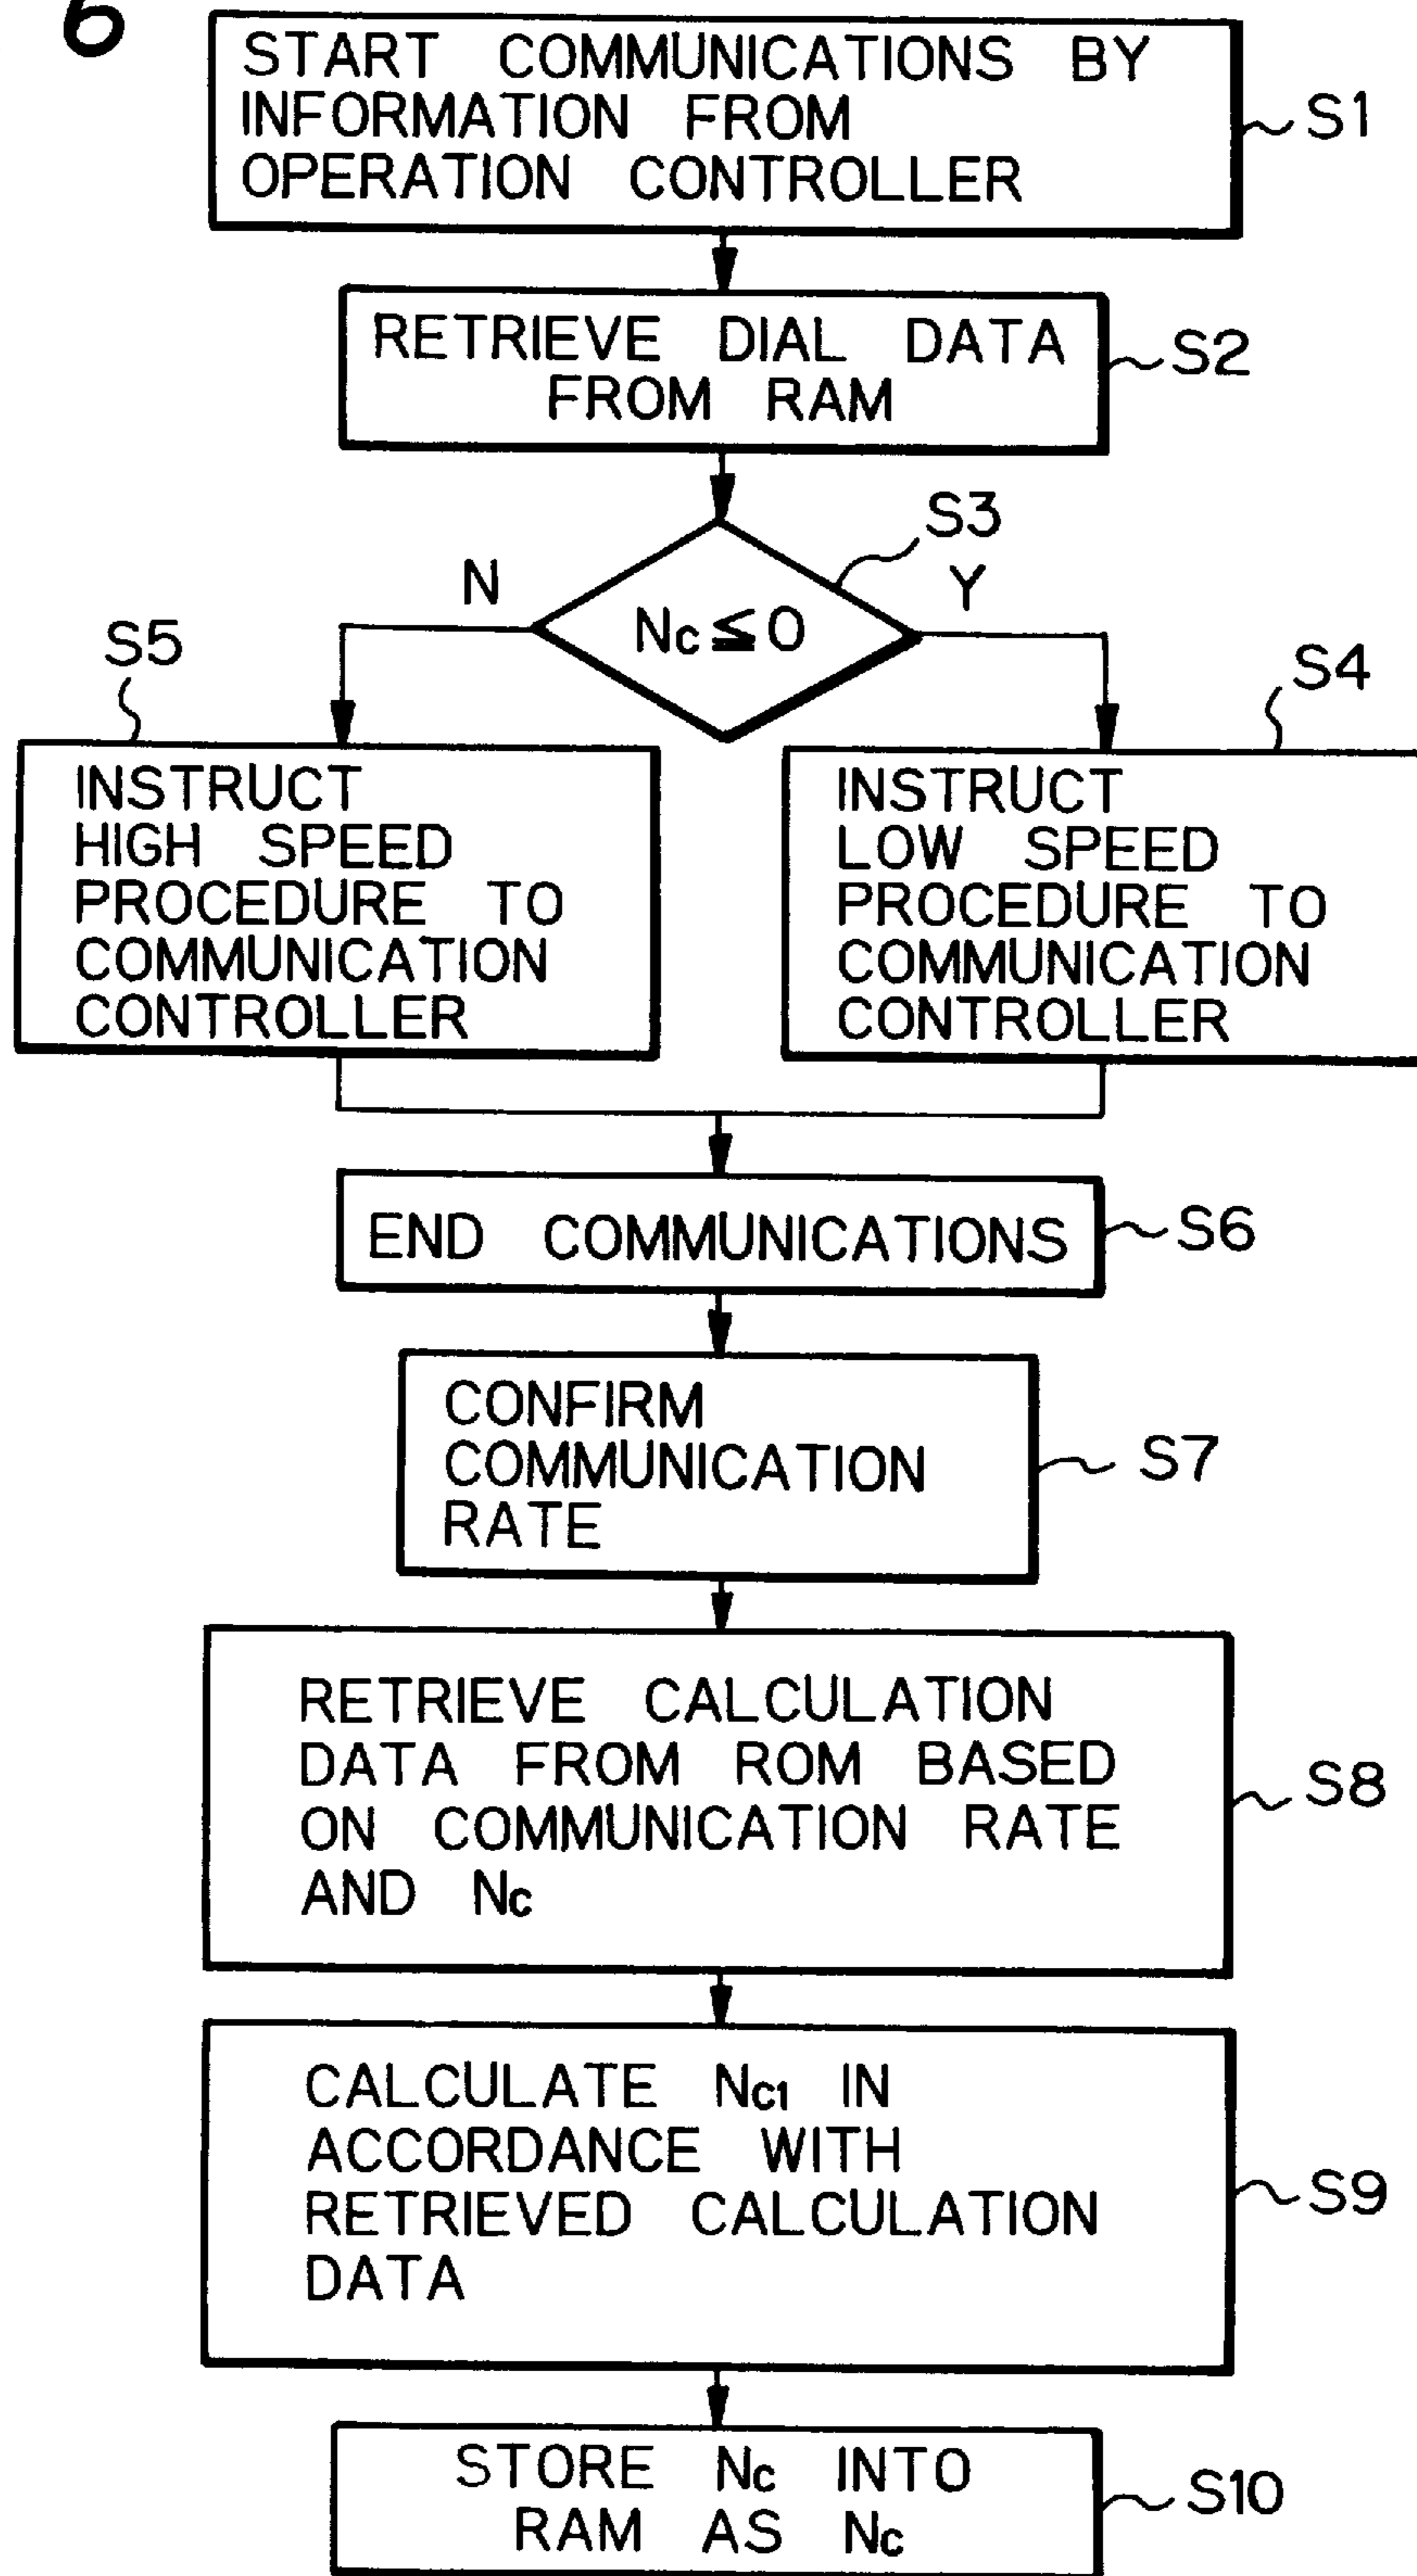 6
START COMMUNICATIONS BY
INFORMATION FROM
OPERATION CONTROLLER
S1
RETRIEVE DIAL DATA
FROM RAM
S2
S3
N
Y
Nc≦0
S5
S4
INSTRUCT
HIGH SPEED
PROCEDURE TO
COMMUNICATION
CONTROLLER
INSTRUCT
LOW SPEED
PROCEDURE TO
COMMUNICATION
CONTROLLER
END COMMUNICATIONS
S6
CONFIRM
COMMUNICATION
RATE
S7
RETRIEVE CALCULATION
DATA FROM ROM BASED
ON COMMUNICATION RATE
AND Nc
S8
CALCULATE Nc1 IN
ACCORDANCE WITH
RETRIEVED CALCULATION
DATA
S9
STORE Nc INTO
RAM AS Nc
S10